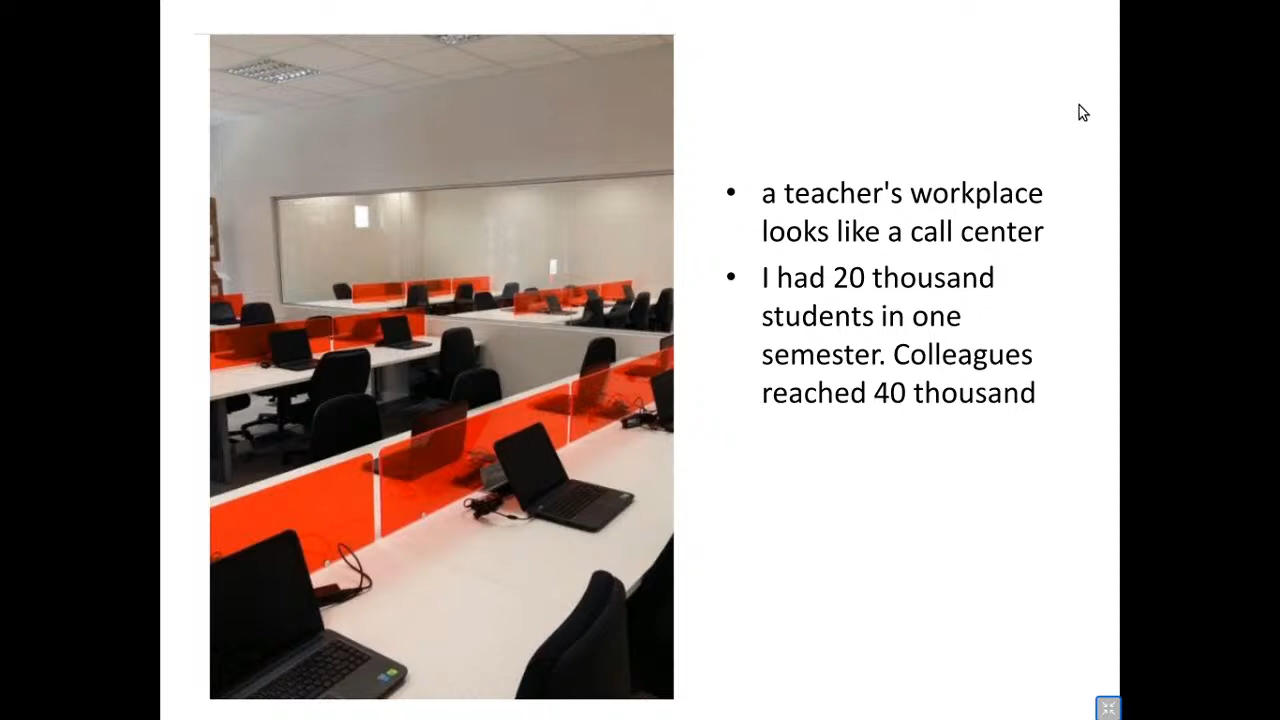 • a teacher's workplace
looks like a call center
• I had 20 thousand
students in one
semester. Colleagues
reached 40 thousand